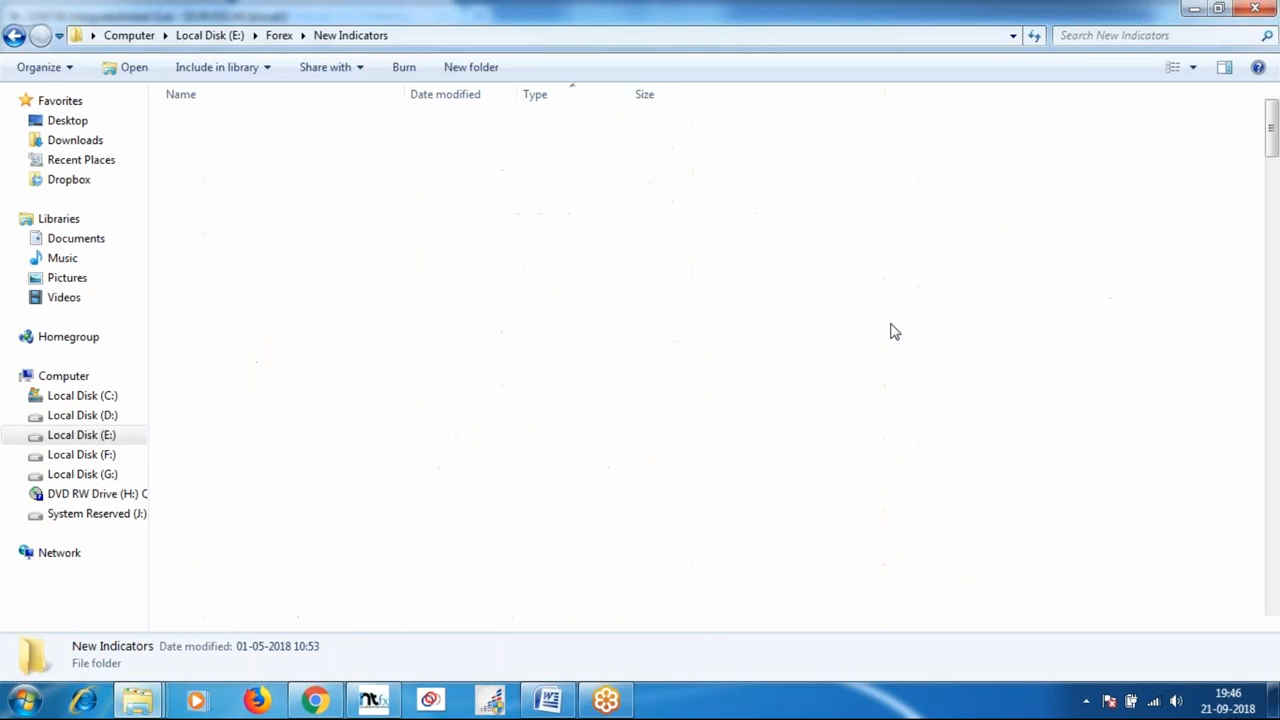 Computer Local Disk (E:) Forex New Indicators
Search New Indicators
Organize Open Include in library Share with Burn New folder
Name Date modified Type Size
Favorites
Desktop
Downloads
Recent Places
Dropbox
Libraries
Documents
Music
Pictures
Videos
Homegroup
Computer
Local Disk (C:)
Local Disk (D:)
Local Disk (E:)
Local Disk (F:)
Local Disk (G:)
DVD RW Drive (H:) C
System Reserved (J:)
Network
New Indicators Date modified: 01-05-2018 10:53
File folder
ntfx
19:46
21-09-2018